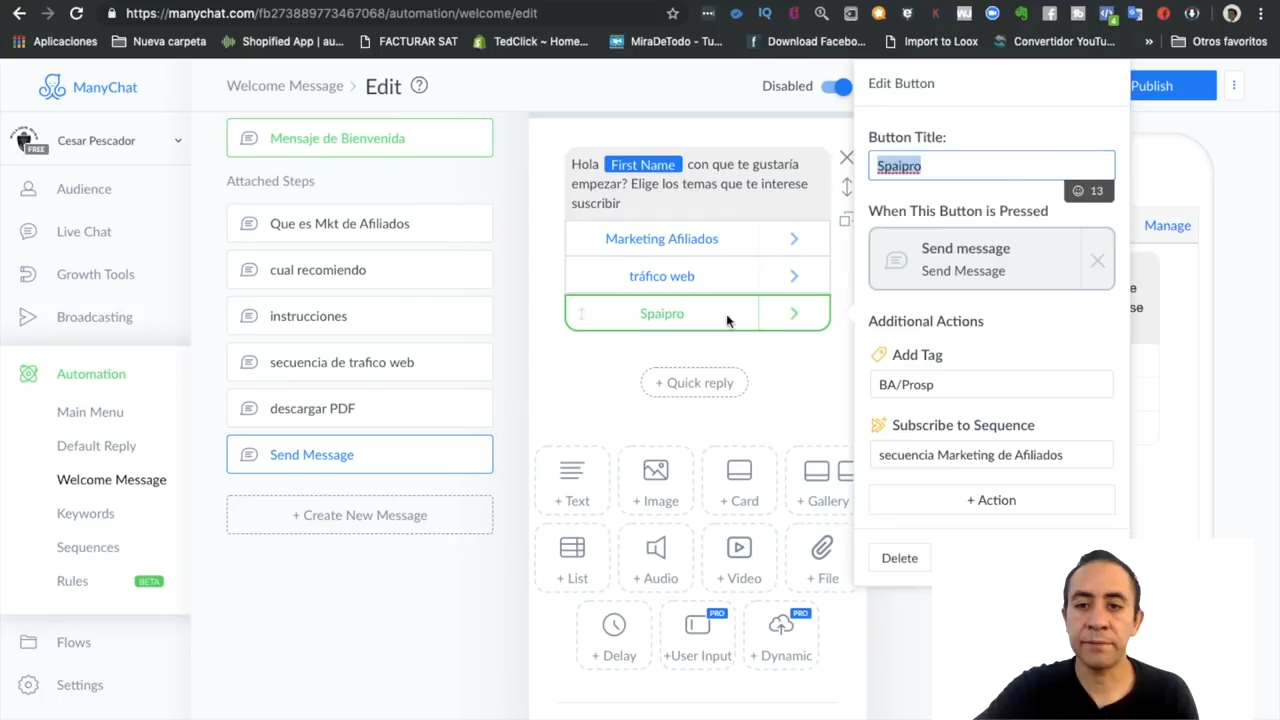 https://manychat.com/fb273889773467068/automation/welcome/edit
Aplicaciones
Nueva carpeta
Shopified App | au...
FACTURAR SAT
TedClick ~ Home...
MiraDeTodo - Tu...
Download Facebo...
Import to Loox
Convertidor YouTu...
»
Otros favoritos
ManyChat
Welcome Message > Edit
Disabled
Publish
Cesar Pescador
FREE
Audience
Live Chat
Growth Tools
Broadcasting
Automation
Main Menu
Default Reply
Welcome Message
Keywords
Sequences
Rules BETA
Flows
Settings
Mensaje de Bienvenida
Attached Steps
Que es Mkt de Afiliados
cual recomiendo
instrucciones
secuencia de trafico web
descargar PDF
Send Message
+ Create New Message
Hola First Name con que te gustaría
empezar? Elige los temas que te interese
suscribir
Marketing Afiliados
tráfico web
Spaipro
+ Quick reply
+ Text
+ Image
+ Card
+ Gallery
+ List
+ Audio
+ Video
+ File
+ Delay
PRO
+User Input
PRO
+ Dynamic
Edit Button
Button Title:
Spaipro
13
When This Button is Pressed
Send message
Send Message
Additional Actions
Add Tag
BA/Prosp
Subscribe to Sequence
secuencia Marketing de Afiliados
+ Action
Delete
Manage
e
se